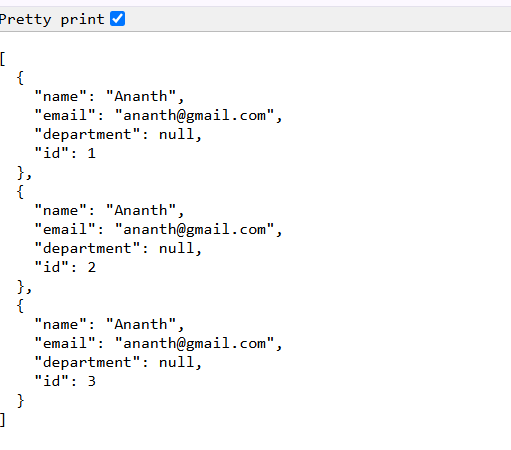 Pretty print
[
  {
    "name": "Ananth",
    "email": "ananth@gmail.com",
    "department": null,
    "id": 1
  },
  {
    "name": "Ananth",
    "email": "ananth@gmail.com",
    "department": null,
    "id": 2
  },
  {
    "name": "Ananth",
    "email": "ananth@gmail.com",
    "department": null,
    "id": 3
  }
]